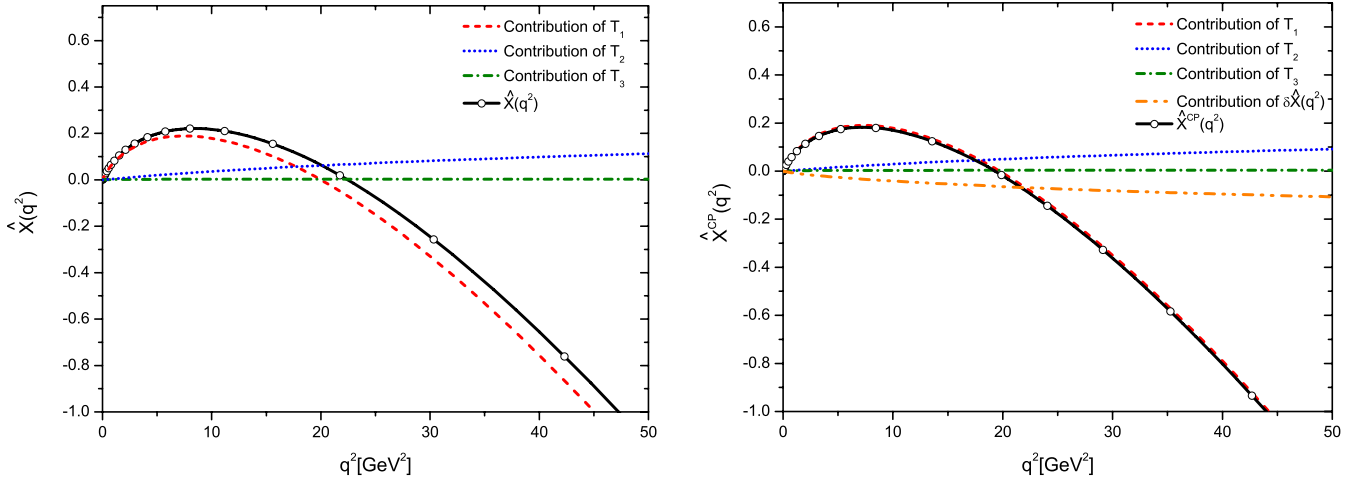 0.6
0.4
0.2
0.0
-0.2
-0.4
-0.6
-0.8
-1.0
X̂(q²)
Contribution of T₁
Contribution of T₂
Contribution of T₃
X̂(q²)
0 10 20 30 40 50
q²[GeV²]
0.6
0.4
0.2
0.0
-0.2
-0.4
-0.6
-0.8
-1.0
X̂ᶜᴾ(q²)
Contribution of T₁
Contribution of T₂
Contribution of T₃
Contribution of δX̂(q²)
X̂ᶜᴾ(q²)
0 10 20 30 40 50
q²[GeV²]